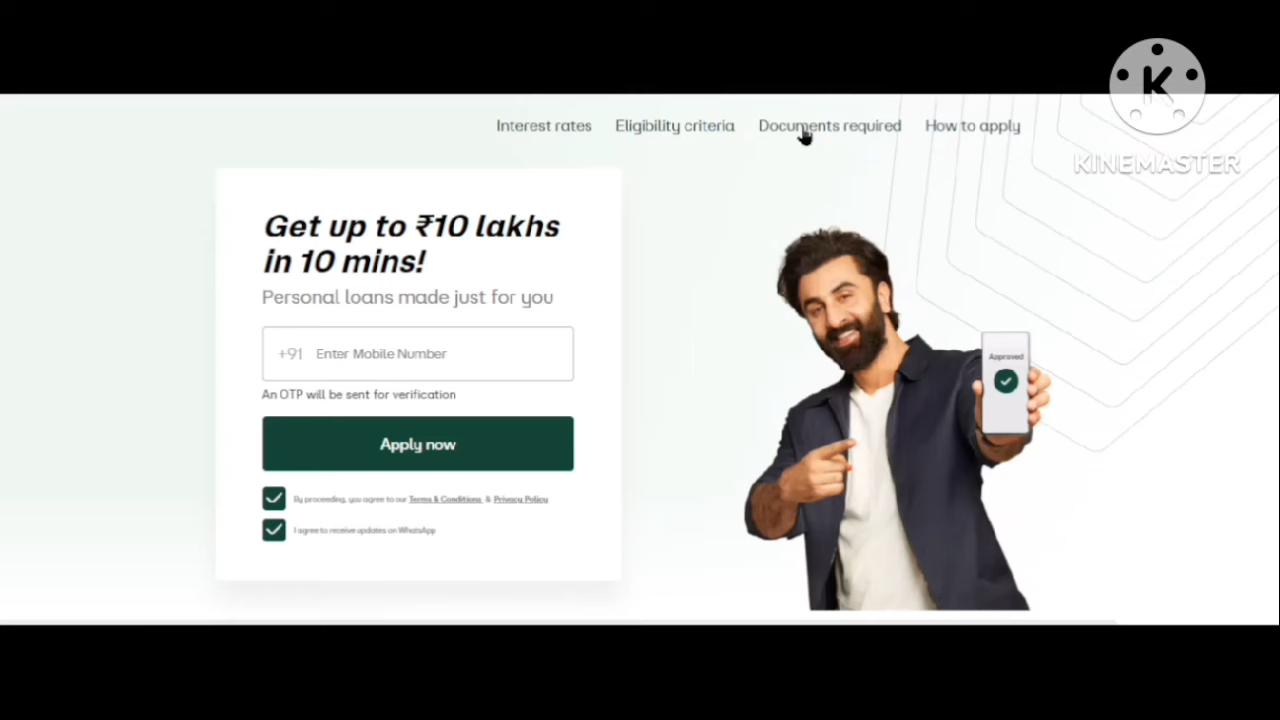 K
KINEMASTER
Interest rates Eligibility criteria Documents required How to apply
Get up to ₹10 lakhs
in 10 mins!
Personal loans made just for you
+91 Enter Mobile Number
An OTP will be sent for verification
Apply now
By proceeding, you agree to our Terms & Conditions & Privacy Policy
I agree to receive updates on WhatsApp
Approved